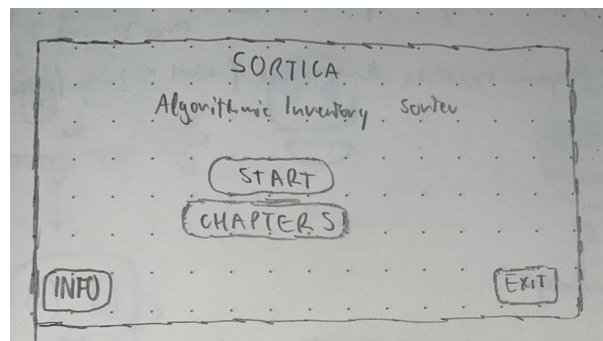 SORTICA
Algorithmic Inventory Sorter
START
CHAPTERS
INFO
EXIT